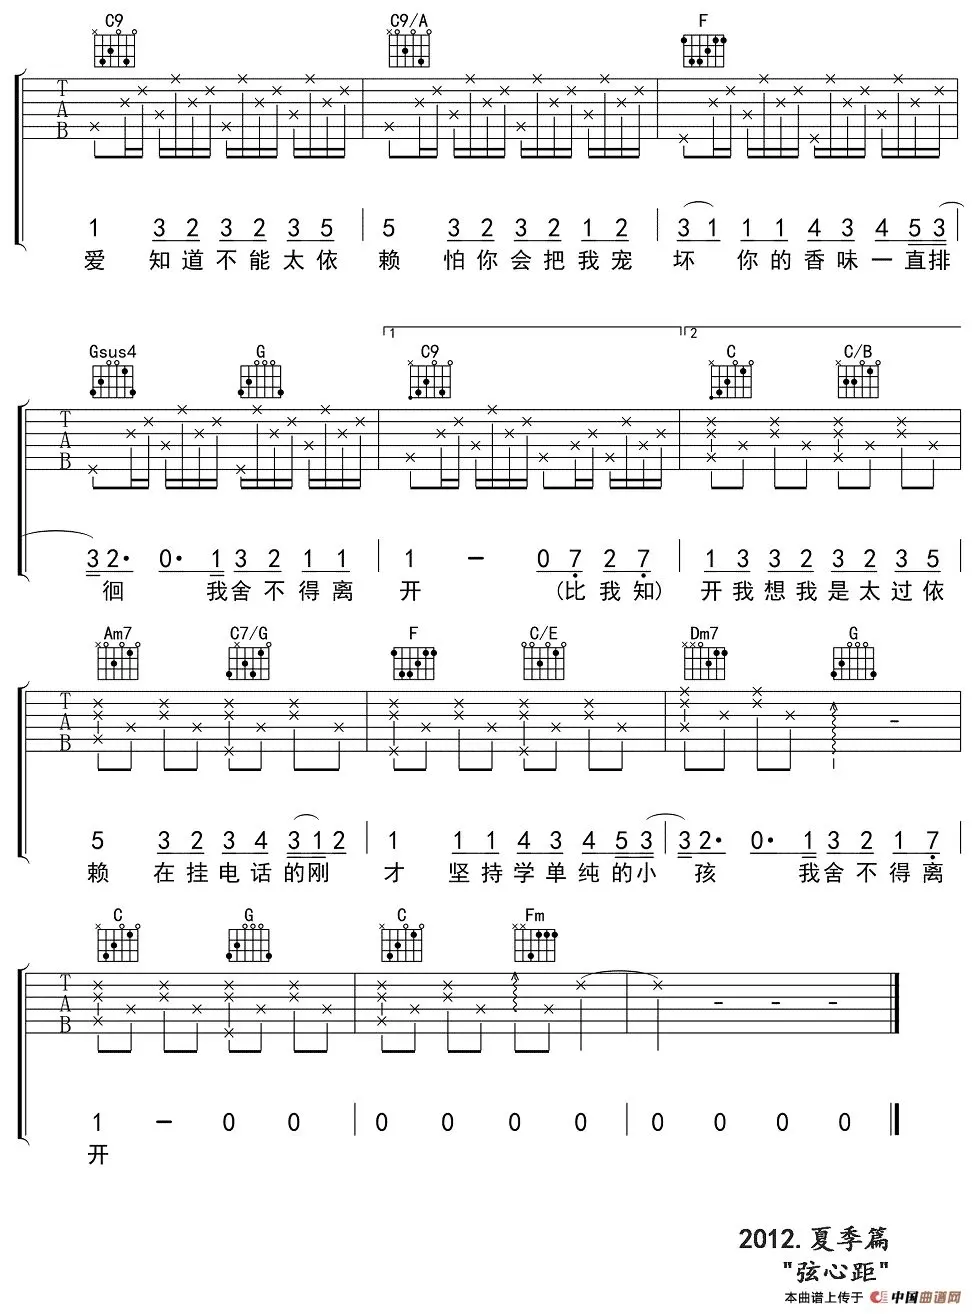 C9 C9/A F
T A B
1 3 2 3 2 3 5 5 3 2 3 2 1 2 3 1 1 1 4 3 4 5 3
爱 知道不能太依 赖 怕你会把我宠 坏 你的香味一直排
1 2
Gsus4 G C9 C C/B
T A B
3 2· 0· 1 3 2 1 1 1 - 0 7 2 7 1 3 3 2 3 2 3 5
徊 我舍不得离 开 (比我知) 开我想我是太过依
Am7 C7/G F C/E Dm7 G
T A B
5 3 2 3 4 3 1 2 1 1 1 4 3 4 5 3 3 2· 0· 1 3 2 1 7
赖 在挂电话的刚 才 坚持学单纯的小 孩 我舍不得离
C G C Fm
T A B
1 - 0 0 0 0 0 0 0 0 0 0
开
2012.夏季篇
"弦心距"
本曲谱上传于 中国曲谱网